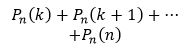 Pₙ(k) + Pₙ(k + 1) + ⋯
+ Pₙ(n)